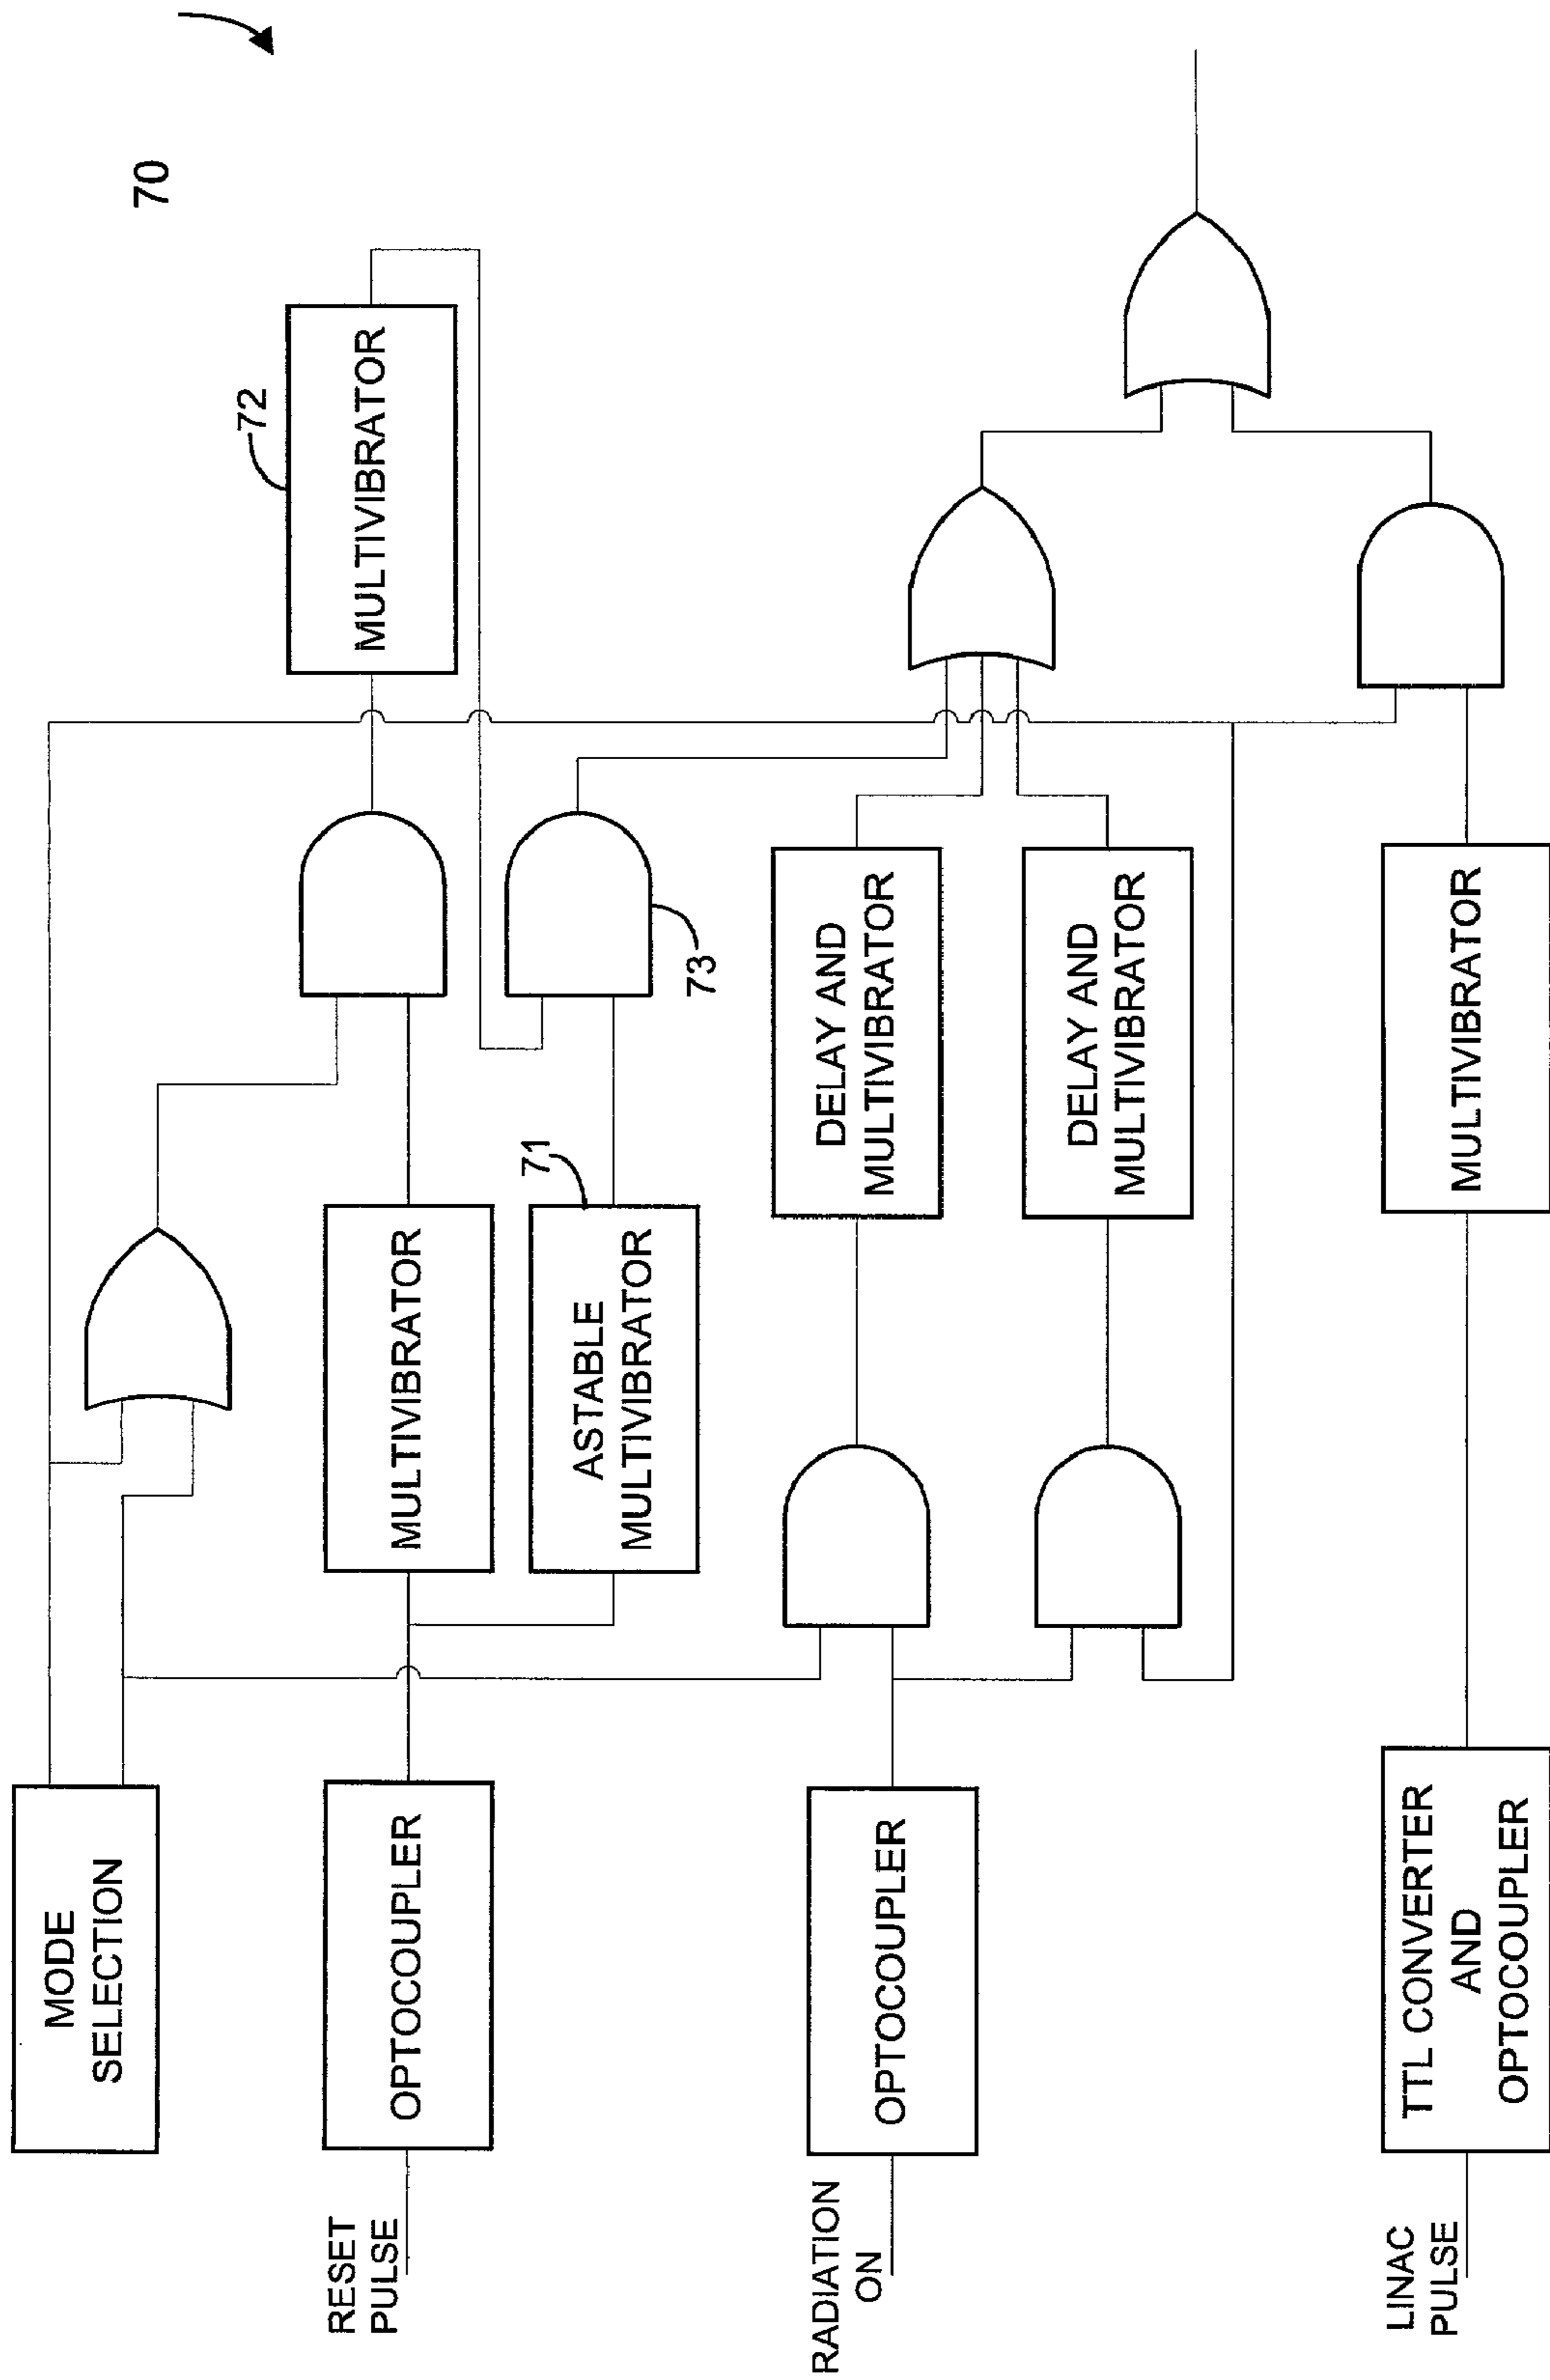 70
MODE
SELECTION
RESET
PULSE
OPTOCOUPLER
MULTIVIBRATOR
72
MULTIVIBRATOR
71
ASTABLE
MULTIVIBRATOR
73
RADIATION
ON
OPTOCOUPLER
DELAY AND
MULTIVIBRATOR
DELAY AND
MULTIVIBRATOR
LINAC
PULSE
TTL CONVERTER
AND
OPTOCOUPLER
MULTIVIBRATOR